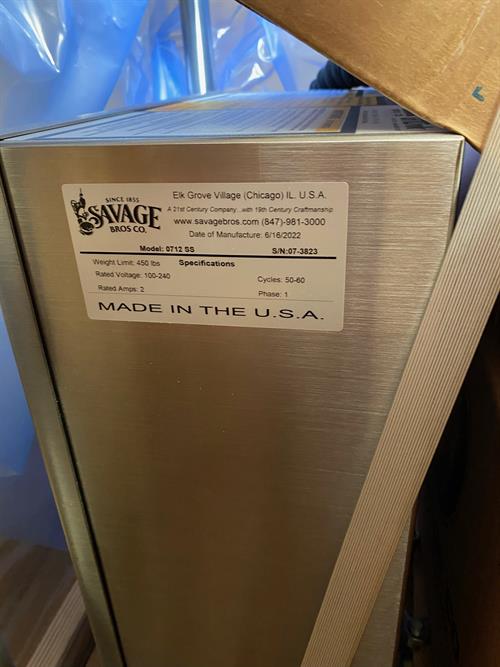 SINCE 1855
SAVAGE
BROS CO.
Elk Grove Village (Chicago) IL. U.S.A.
A 21st Century Company...with 19th Century Craftmanship
www.savagebros.com (847)-981-3000
Date of Manufacture: 6/16/2022
Model: 0712 SS S/N:07-3823
Weight Limit: 450 lbs Specifications
Rated Voltage: 100-240 Cycles: 50-60
Rated Amps: 2 Phase: 1
MADE IN THE U.S.A.